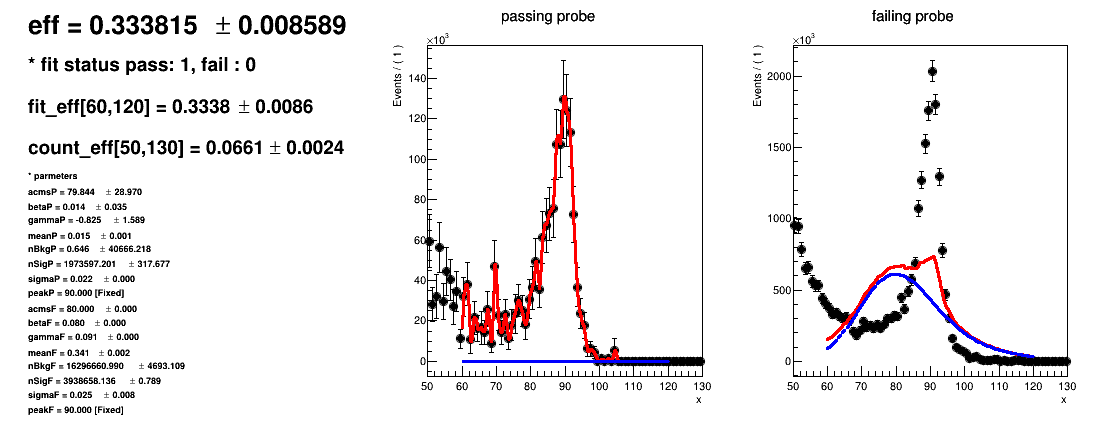 eff = 0.333815 ± 0.008589
* fit status pass: 1, fail : 0
fit_eff[60,120] = 0.3338 ± 0.0086
count_eff[50,130] = 0.0661 ± 0.0024
* parmeters
acmsP = 79.844 ± 28.970
betaP = 0.014 ± 0.035
gammaP = -0.825 ± 1.589
meanP = 0.015 ± 0.001
nBkgP = 0.646 ± 40666.218
nSigP = 1973597.201 ± 317.677
sigmaP = 0.022 ± 0.000
peakP = 90.000 [Fixed]
acmsF = 80.000 ± 0.000
betaF = 0.080 ± 0.000
gammaF = 0.091 ± 0.000
meanF = 0.341 ± 0.002
nBkgF = 16296660.990 ± 4693.109
nSigF = 3938658.136 ± 0.789
sigmaF = 0.025 ± 0.008
peakF = 90.000 [Fixed]
passing probe
×10³
Events / ( 1 )
140
120
100
80
60
40
20
0
50 60 70 80 90 100 110 120 130
x
failing probe
×10³
Events / ( 1 )
2000
1500
1000
500
0
50 60 70 80 90 100 110 120 130
x